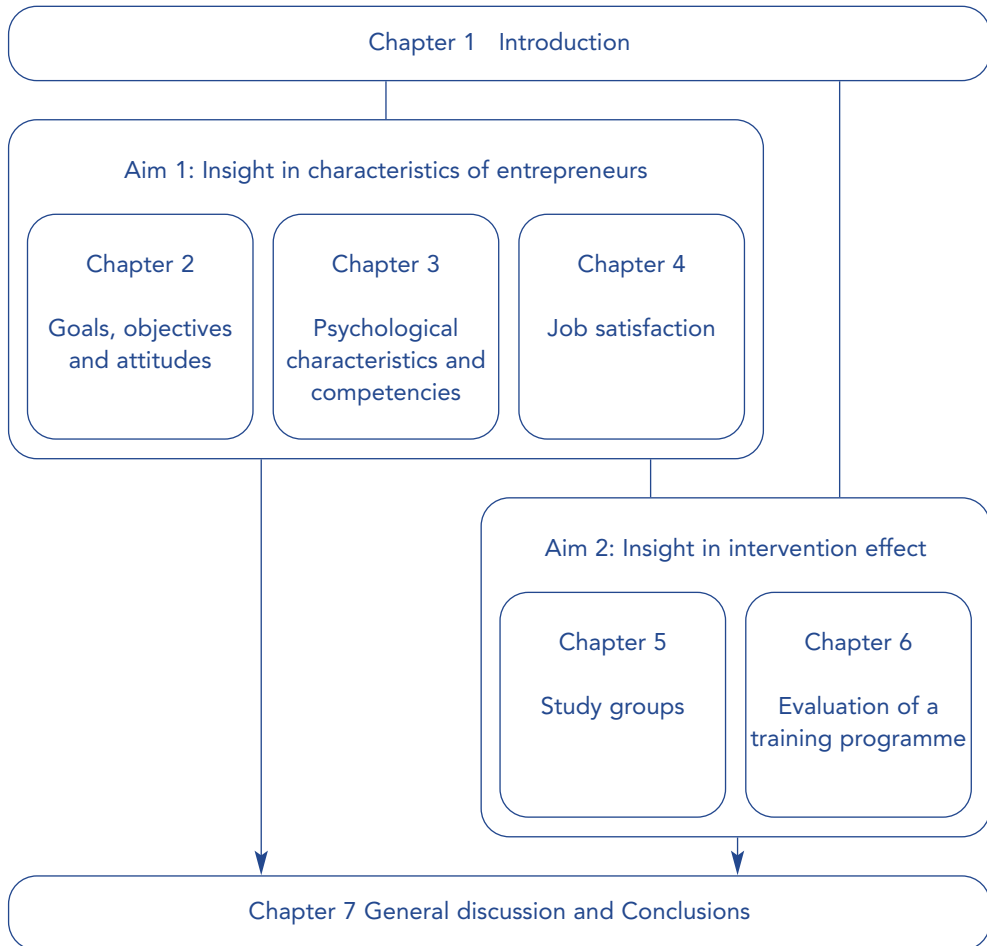 Chapter 1 Introduction
Aim 1: Insight in characteristics of entrepreneurs
Chapter 2
Goals, objectives
and attitudes
Chapter 3
Psychological
characteristics and
competencies
Chapter 4
Job satisfaction
Aim 2: Insight in intervention effect
Chapter 5
Study groups
Chapter 6
Evaluation of a
training programme
Chapter 7 General discussion and Conclusions